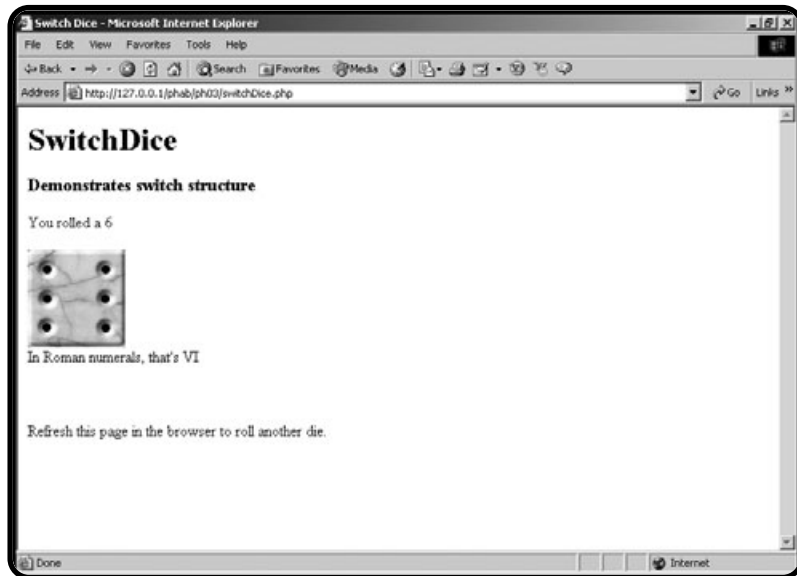 Switch Dice - Microsoft Internet Explorer
File Edit View Favorites Tools Help
Back Search Favorites Media
Address http://127.0.0.1/phab/ph03/switchDice.php Go Links »
SwitchDice
Demonstrates switch structure
You rolled a 6
In Roman numerals, that's VI
Refresh this page in the browser to roll another die.
Done Internet